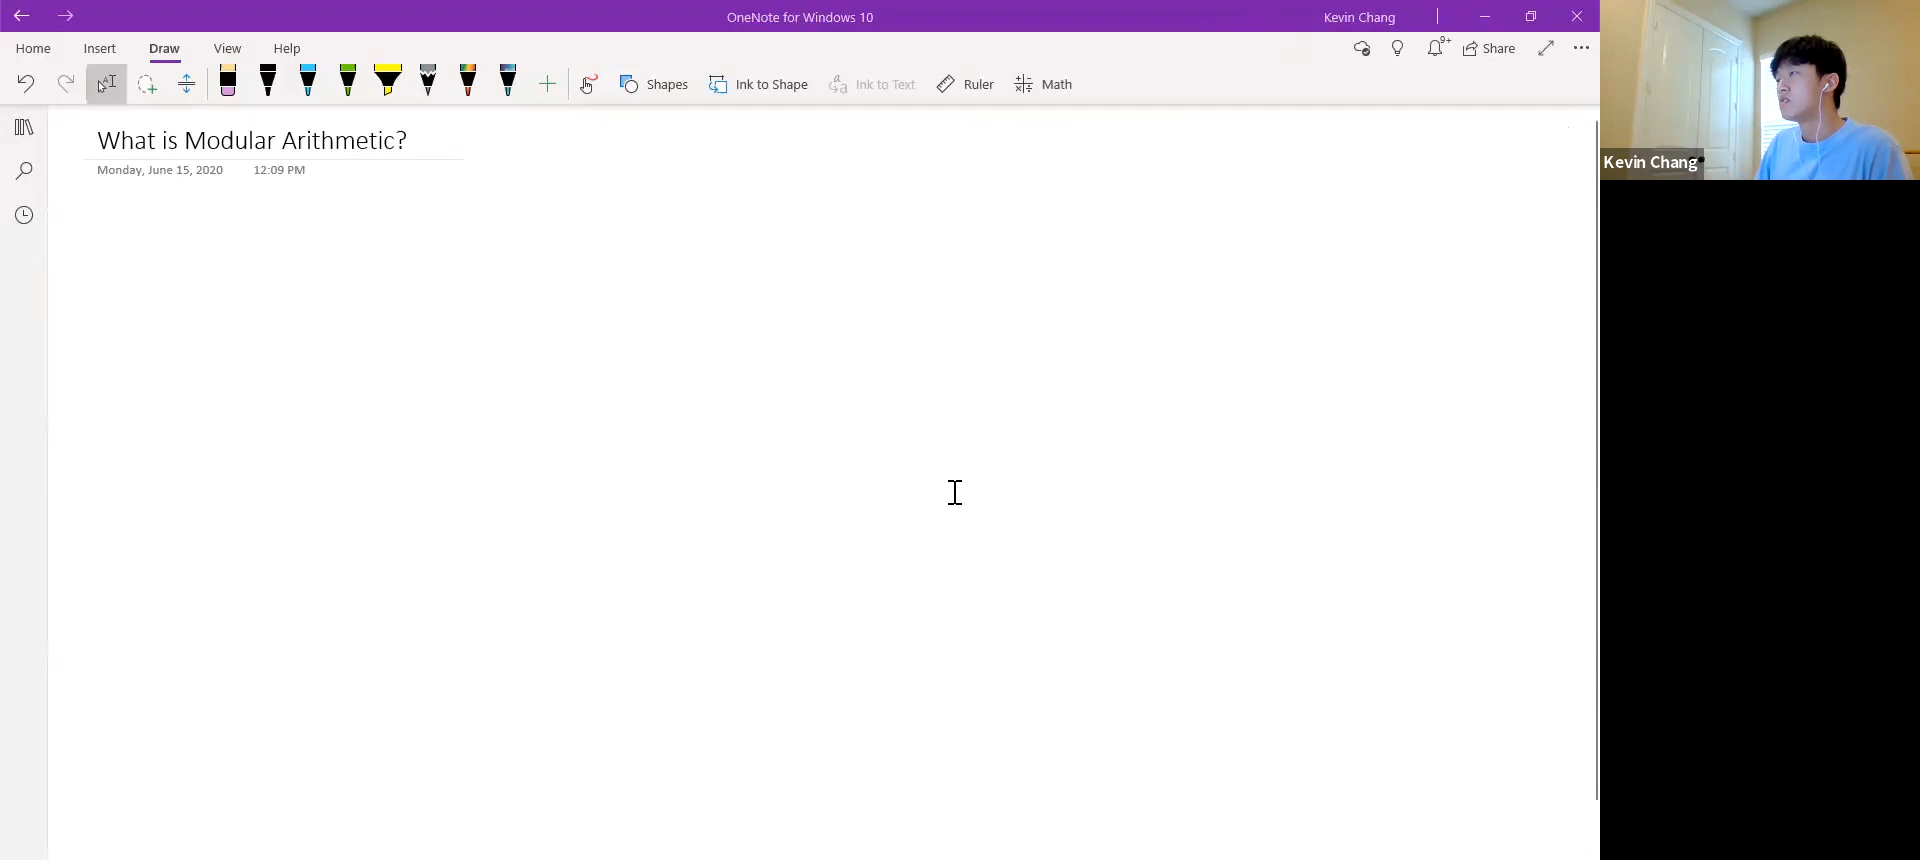 OneNote for Windows 10
Kevin Chang
Home Insert Draw View Help
9+ Share
Shapes Ink to Shape Ink to Text Ruler Math
What is Modular Arithmetic?
Monday, June 15, 2020 12:09 PM
Kevin Chang